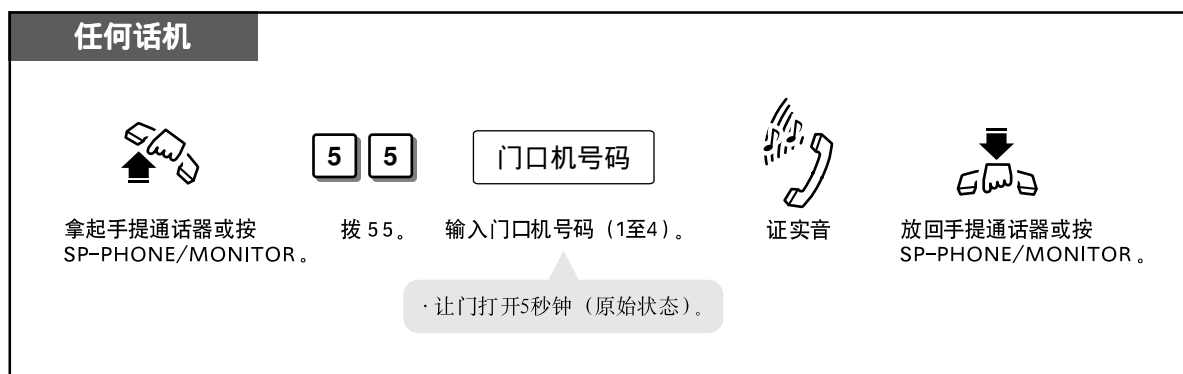 任何话机
5 5 门口机号码
拿起手提通话器或按
SP–PHONE/MONITOR。
拨 55。
输入门口机号码（1至4）。
证实音
放回手提通话器或按
SP–PHONE/MONITOR。
·让门打开5秒钟（原始状态）。